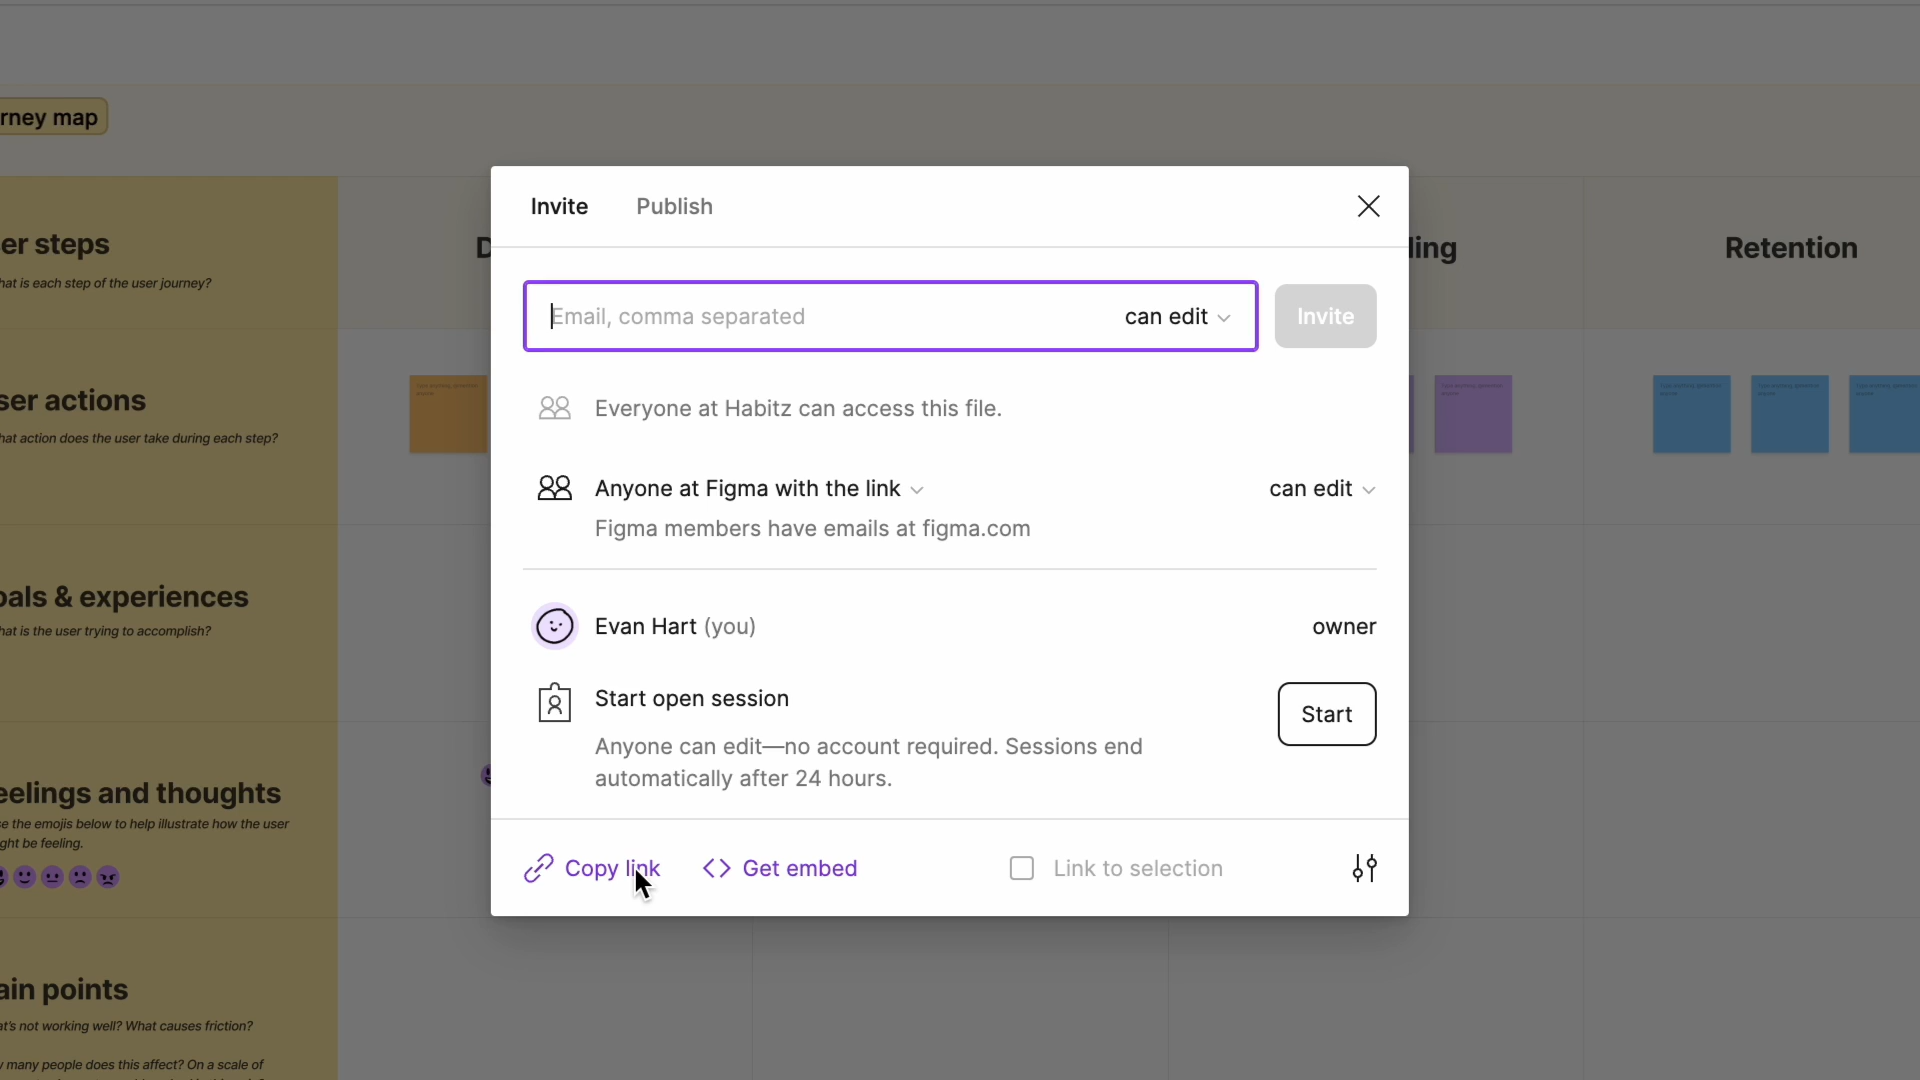 rney map
er steps
hat is each step of the user journey?
ser actions
hat action does the user take during each step?
oals & experiences
hat is the user trying to accomplish?
eelings and thoughts
e the emojis below to help illustrate how the user
ght be feeling.
ain points
at's not working well? What causes friction?
many people does this affect? On a scale of
D
ling
Retention
Invite
Publish
Email, comma separated
can edit
Invite
Everyone at Habitz can access this file.
Anyone at Figma with the link
can edit
Figma members have emails at figma.com
Evan Hart (you)
owner
Start open session
Start
Anyone can edit—no account required. Sessions end
automatically after 24 hours.
Copy link
Get embed
Link to selection